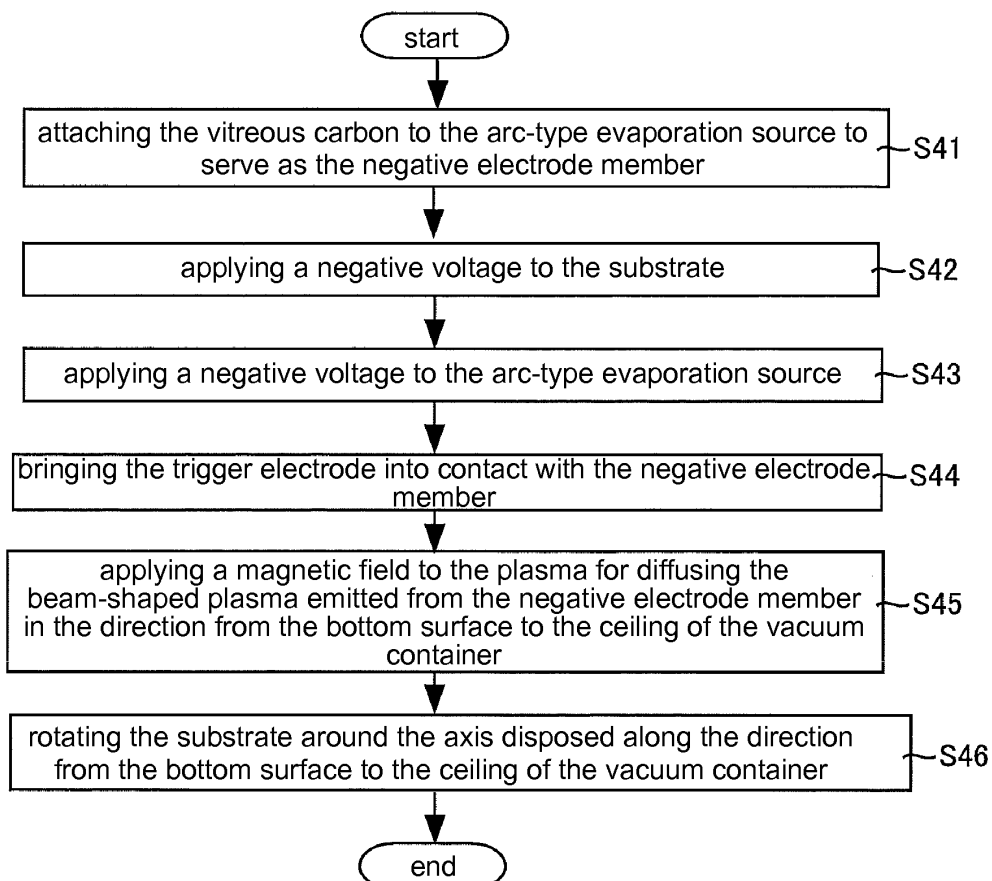 start
attaching the vitreous carbon to the arc-type evaporation source to
serve as the negative electrode member
S41
applying a negative voltage to the substrate
S42
applying a negative voltage to the arc-type evaporation source
S43
bringing the trigger electrode into contact with the negative electrode
member
S44
applying a magnetic field to the plasma for diffusing the
beam-shaped plasma emitted from the negative electrode member
in the direction from the bottom surface to the ceiling of the vacuum
container
S45
rotating the substrate around the axis disposed along the direction
from the bottom surface to the ceiling of the vacuum container
S46
end